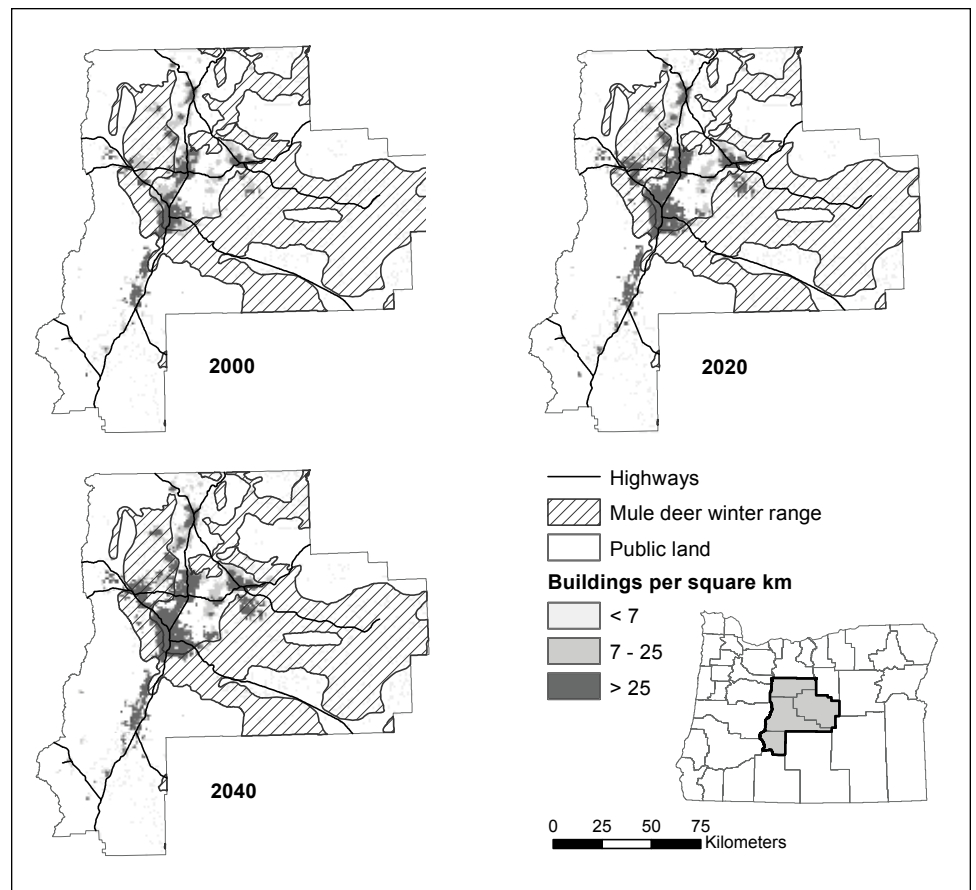 2000
2020
2040
Highways
Mule deer winter range
Public land
Buildings per square km
< 7
7 - 25
> 25
0 25 50 75
Kilometers